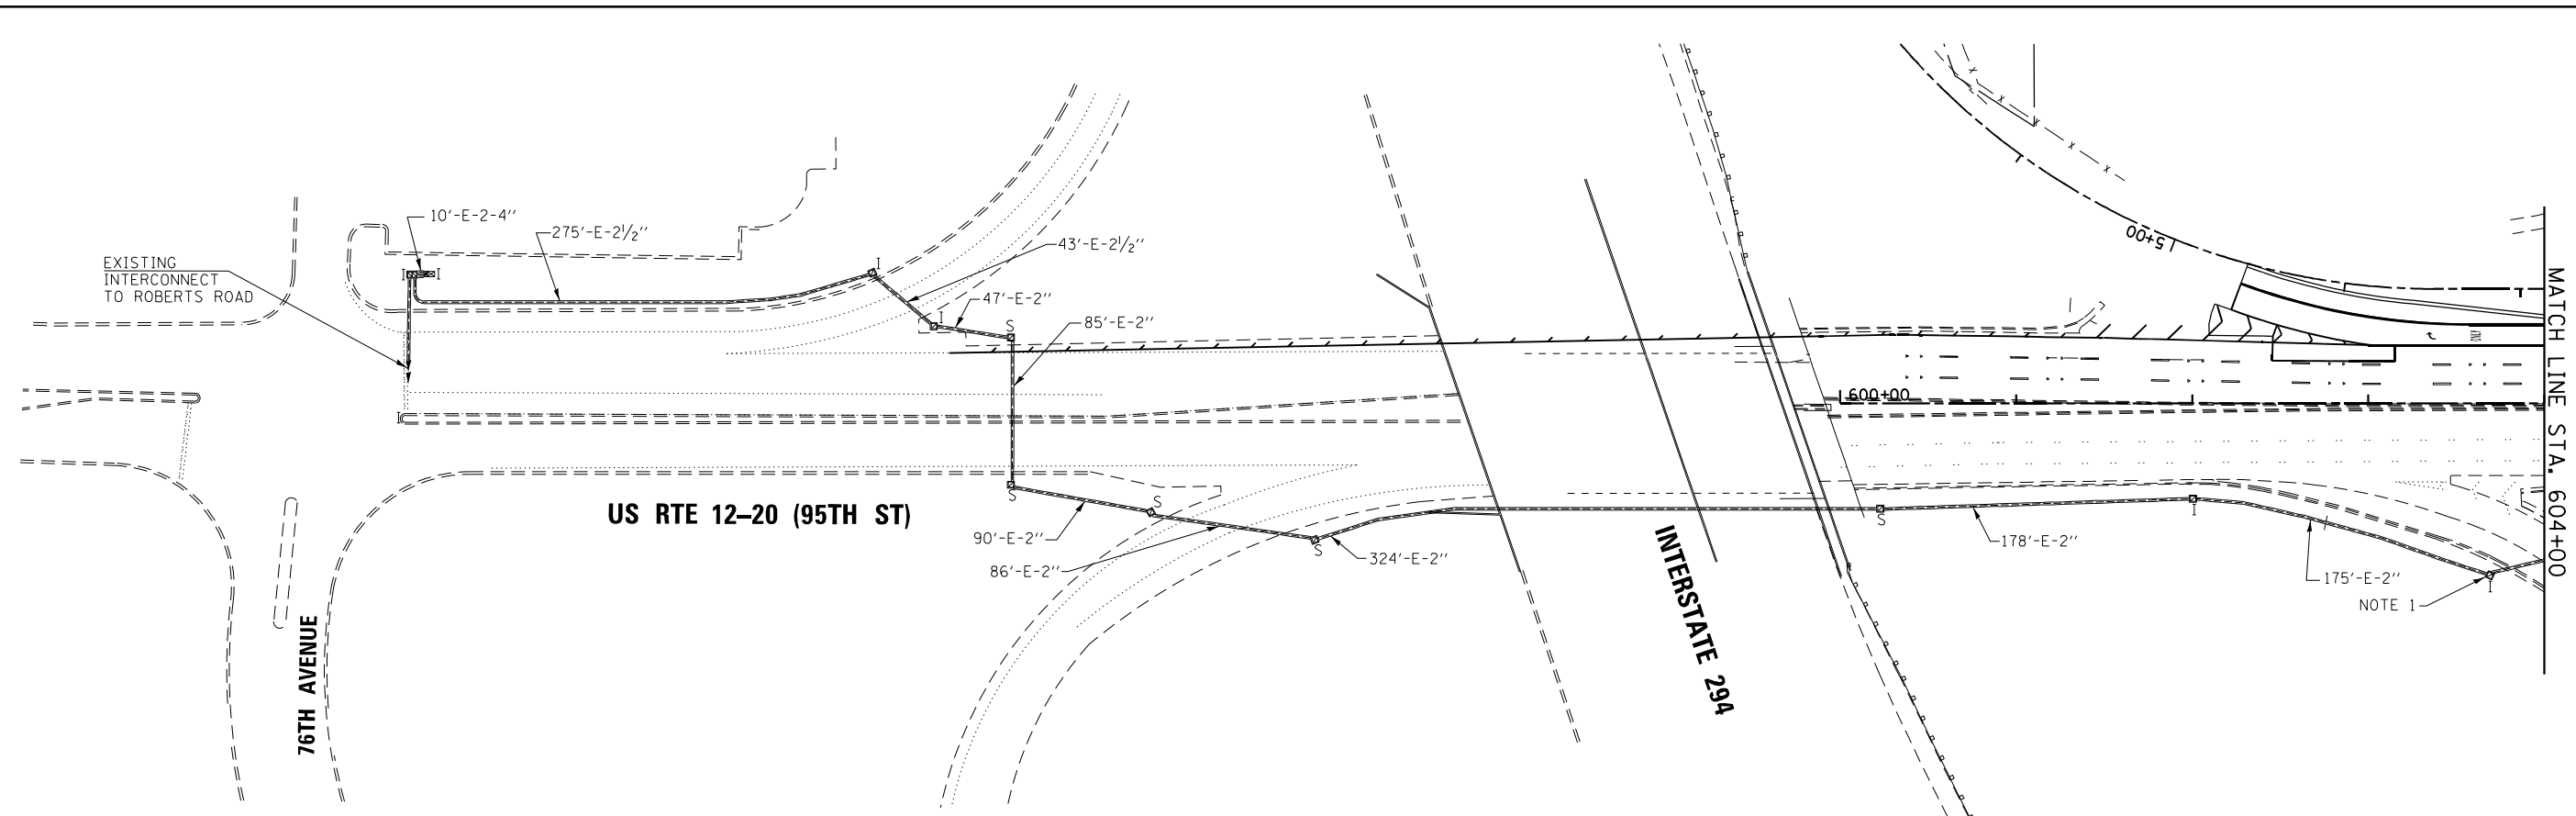 10'-E-2-4"
275'-E-2½"
43'-E-2½"
EXISTING
INTERCONNECT
TO ROBERTS ROAD
I
I
I
I
47'-E-2"
S
85'-E-2"
15+00
MATCH LINE STA. 604+00
600+00
I
S
S
US RTE 12-20 (95TH ST)
90'-E-2"
86'-E-2"
S
324'-E-2"
S
I
178'-E-2"
175'-E-2"
I
NOTE 1
INTERSTATE 294
76TH AVENUE